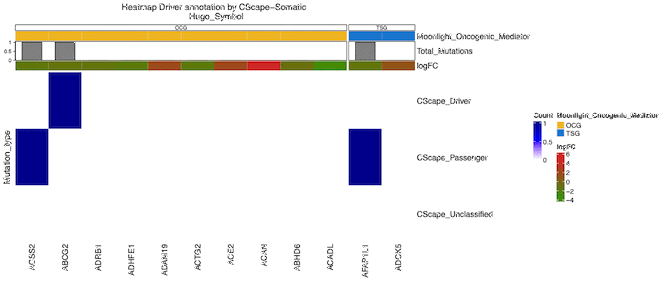 Heatmap Driver annotation by CScape-Somatic
Hugo_Symbol
OCG TSG
Moonlight_Oncogenic_Mediator
1
0.5
0
Total_Mutations
logFC
CScape_Driver
Mutation_type
CScape_Passenger
CScape_Unclassified
ACSS2 ABCG2 ADRB1 ADHFE1 ADAM19 ACTG2 ACE2 ACAN ABHD6 ACADL AFAP1L1 ADCK5
Count
1
0.5
0
Moonlight_Oncogenic_Mediator
OCG
TSG
logFC
6
4
2
0
−2
−4